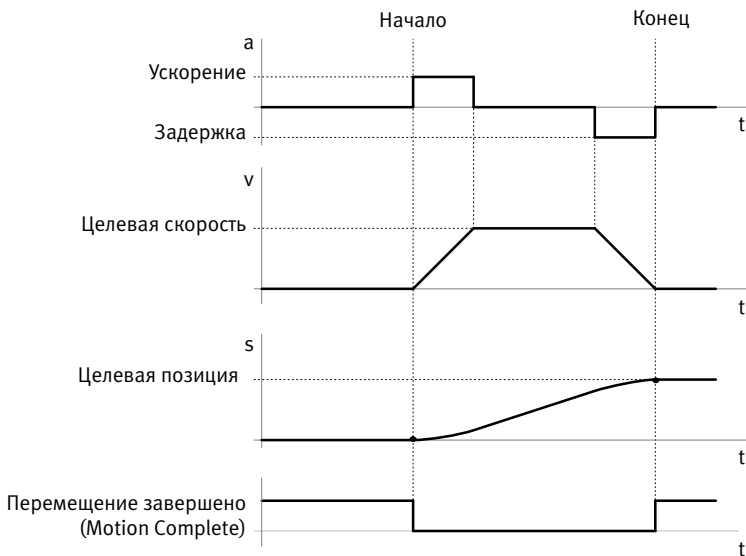 Начало
Конец
a
Ускорение
t
Задержка
v
Целевая скорость
t
s
Целевая позиция
t
Перемещение завершено
(Motion Complete)
t